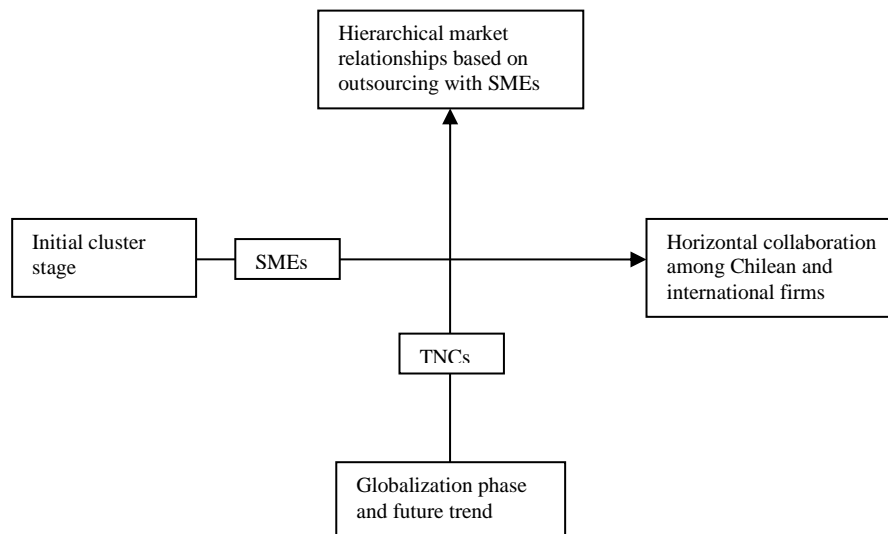 Hierarchical market
relationships based on
outsourcing with SMEs
Initial cluster
stage
SMEs
Horizontal collaboration
among Chilean and
international firms
TNCs
Globalization phase
and future trend